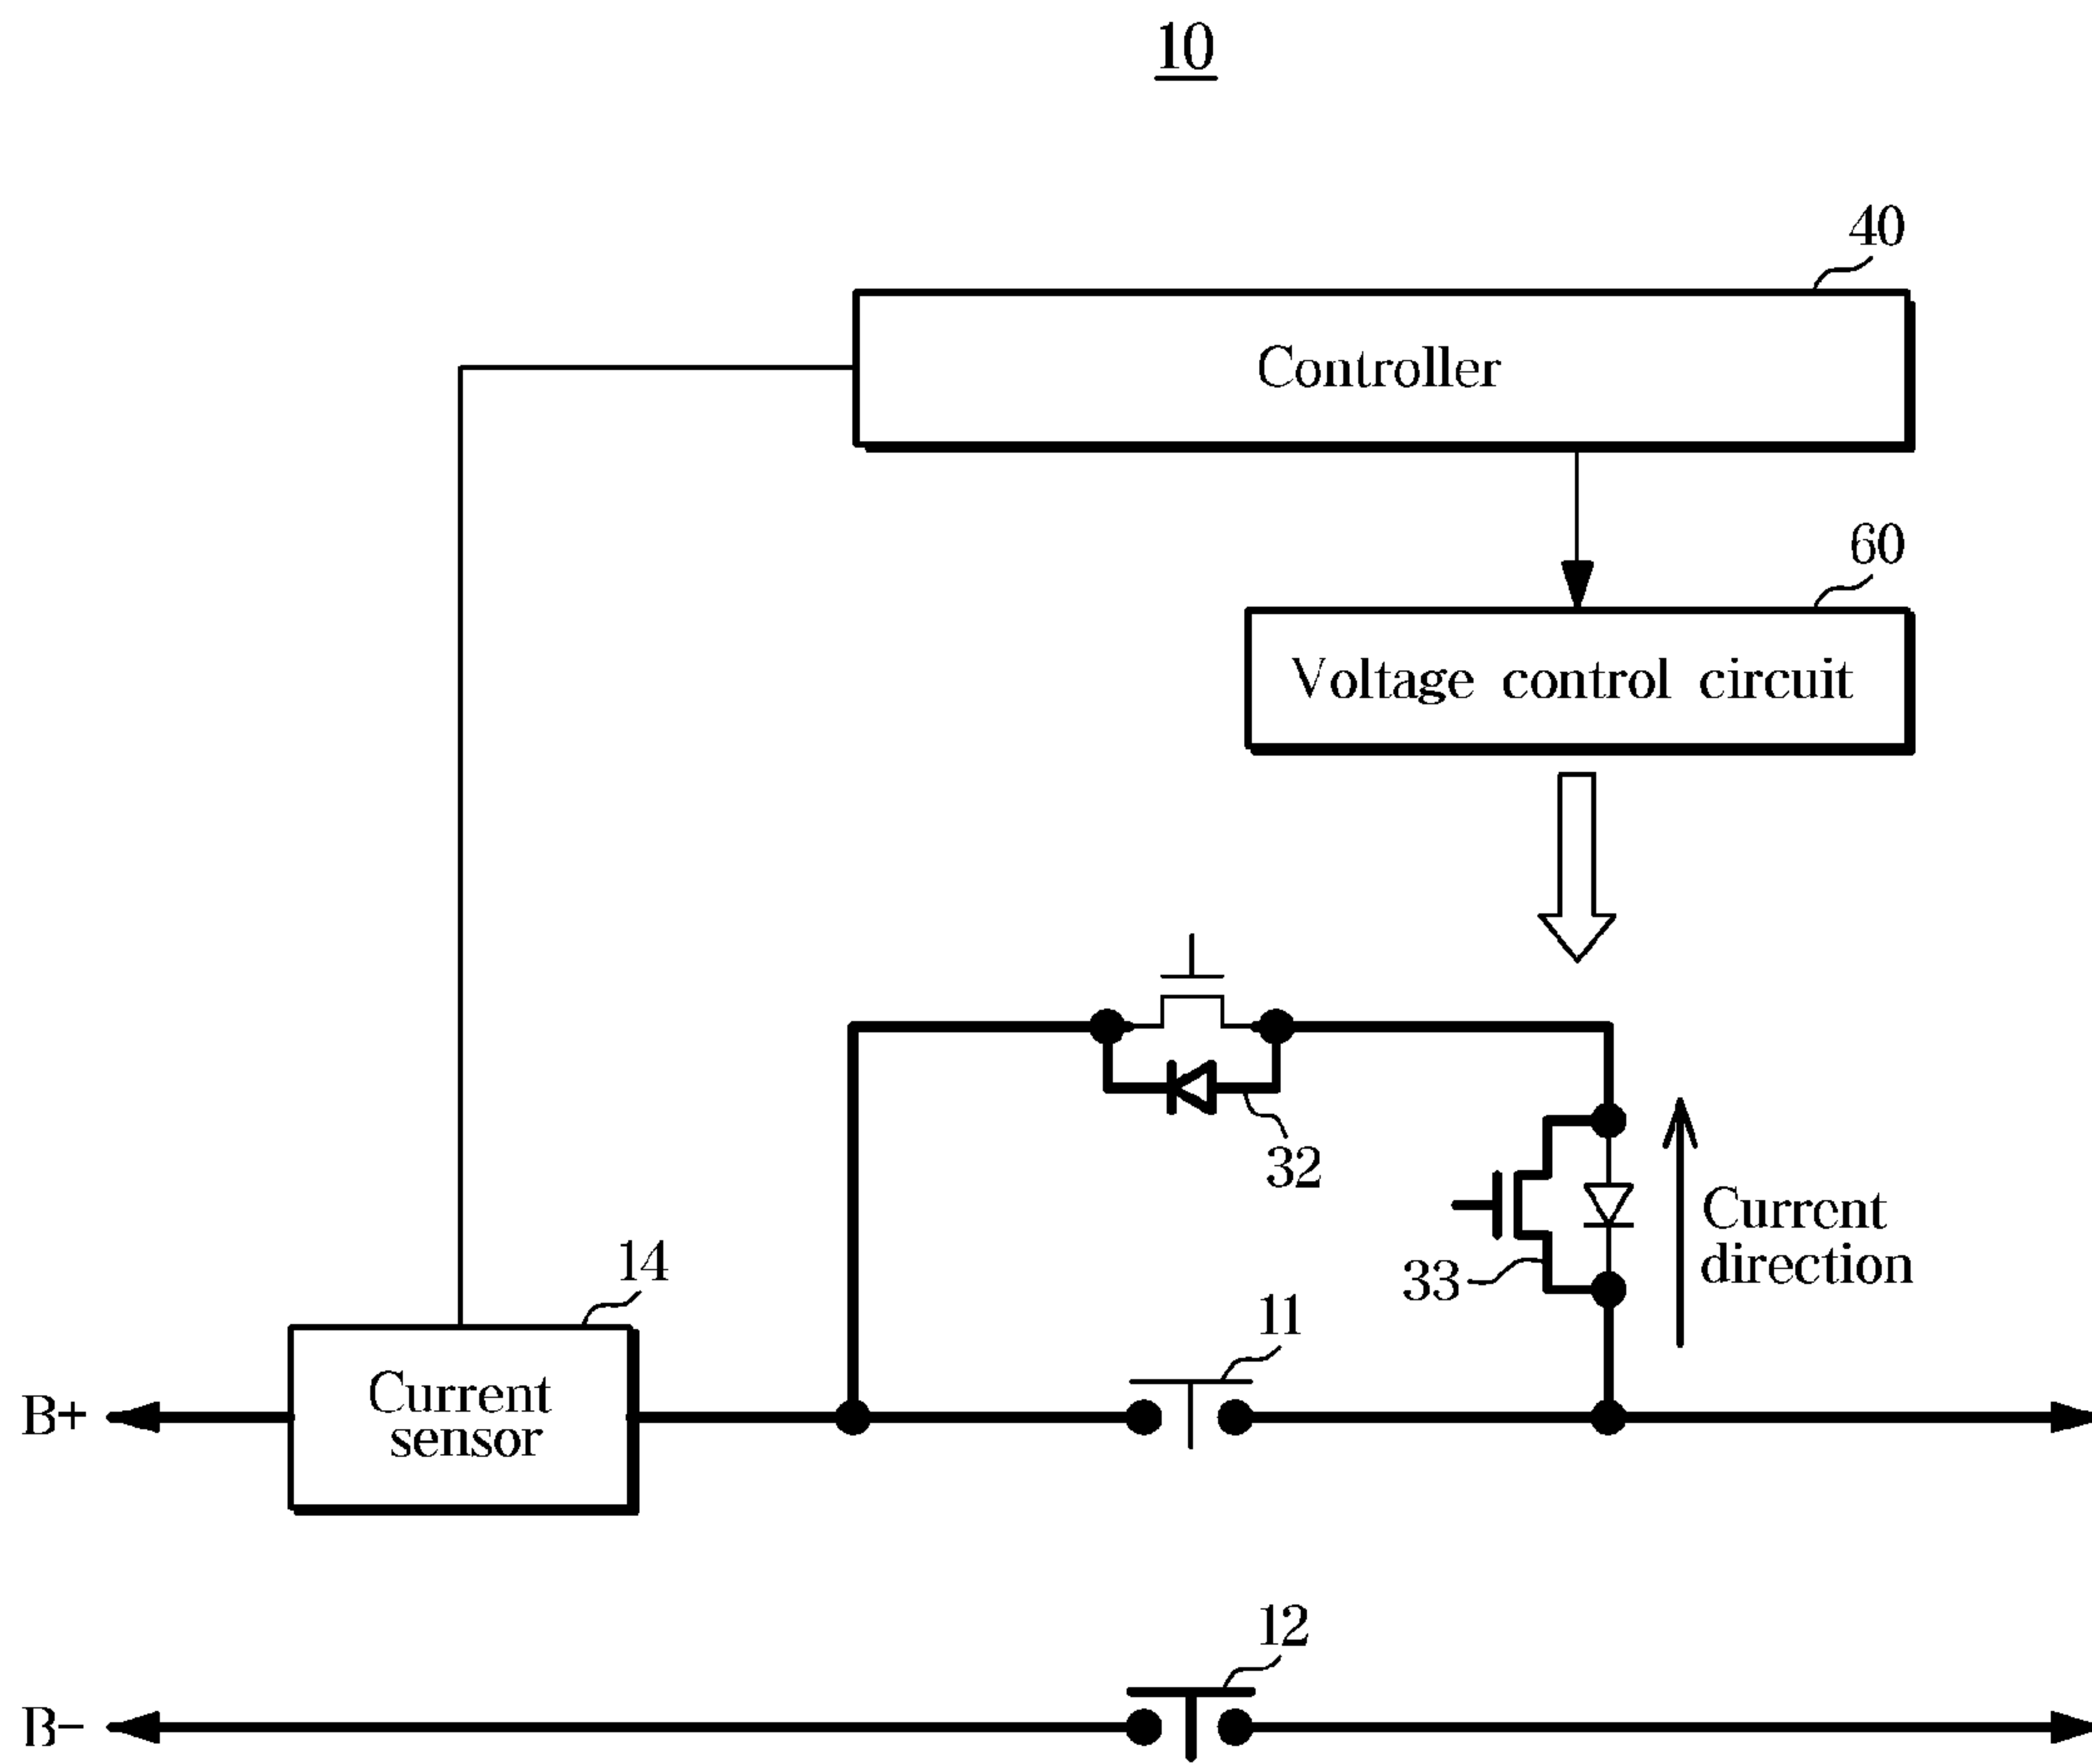 10
40
Controller
60
Voltage control circuit
32
33
Current
direction
14
11
Current
sensor
B+
12
B-